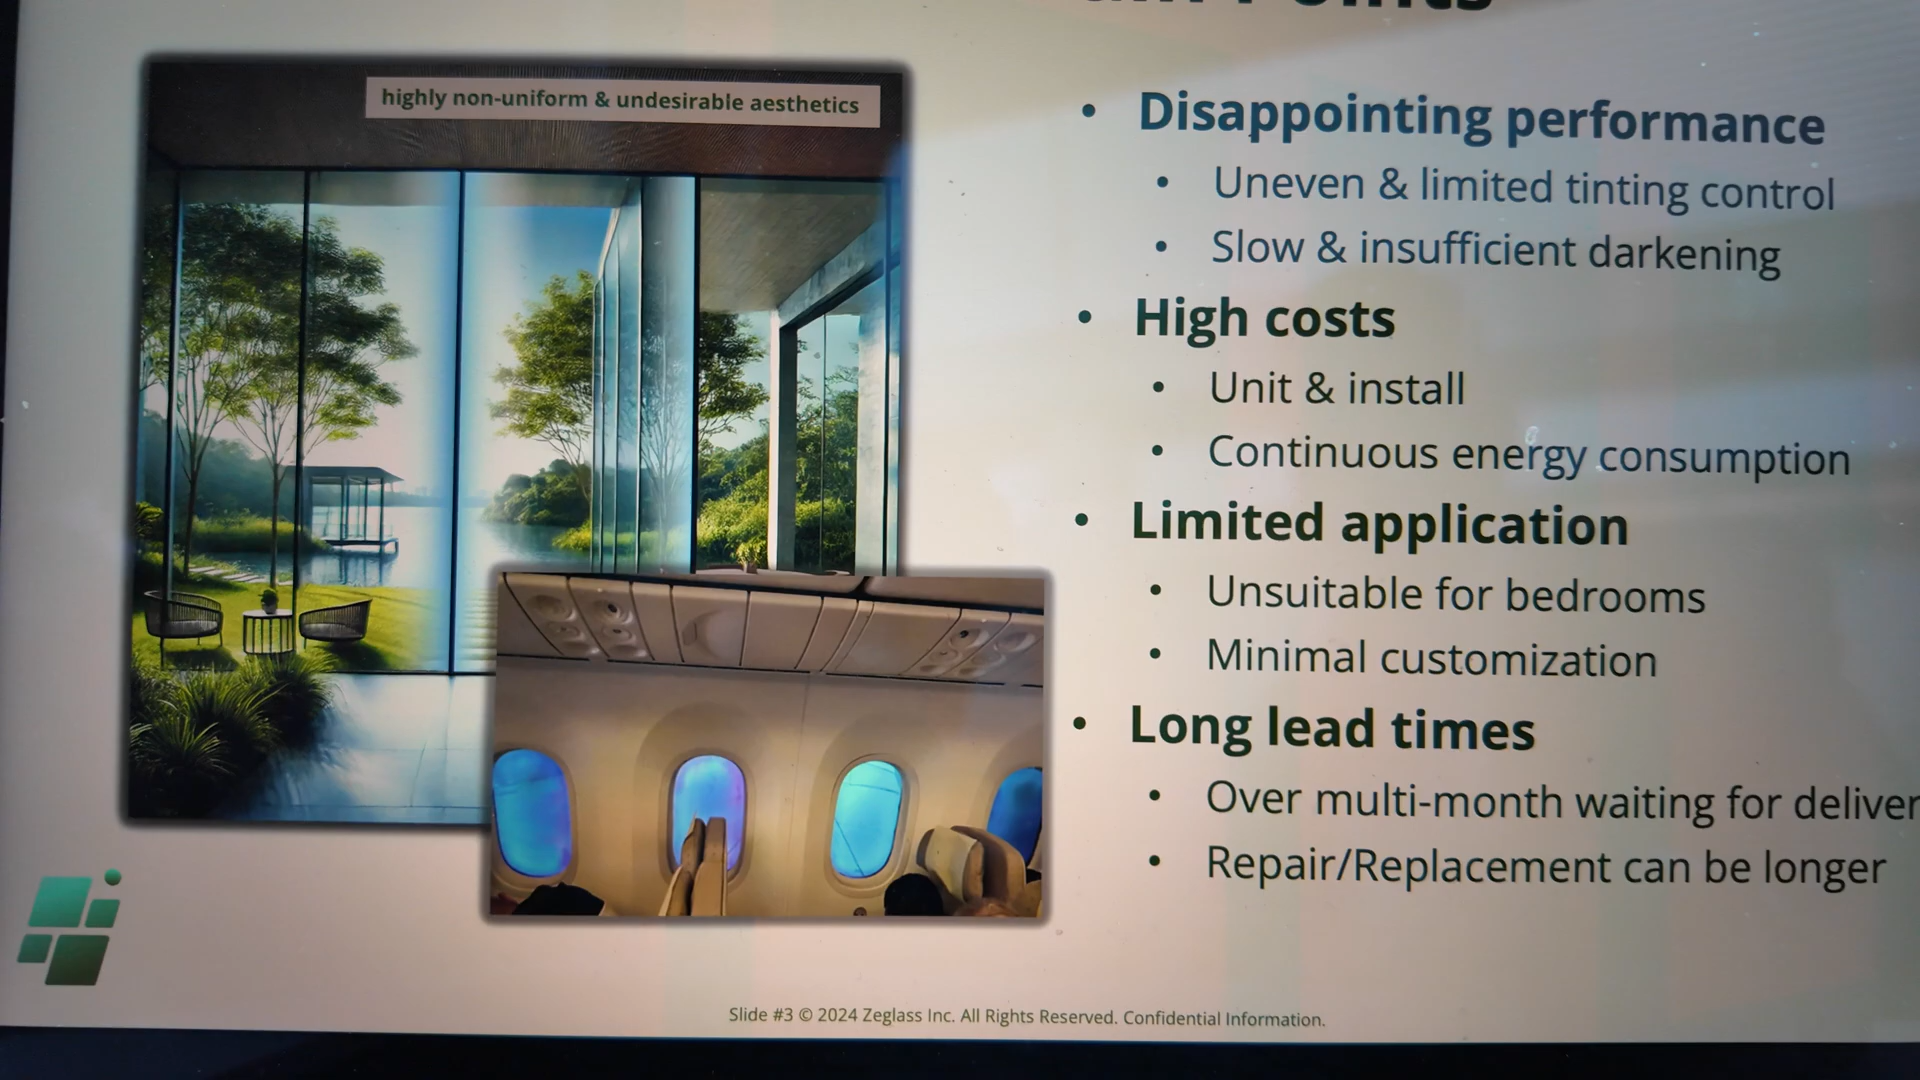 Points
highly non-uniform & undesirable aesthetics
• Disappointing performance
• Uneven & limited tinting control
• Slow & insufficient darkening
• High costs
• Unit & install
• Continuous energy consumption
• Limited application
• Unsuitable for bedrooms
• Minimal customization
• Long lead times
• Over multi-month waiting for deliver
• Repair/Replacement can be longer
Slide #3 © 2024 Zeglass Inc. All Rights Reserved. Confidential Information.